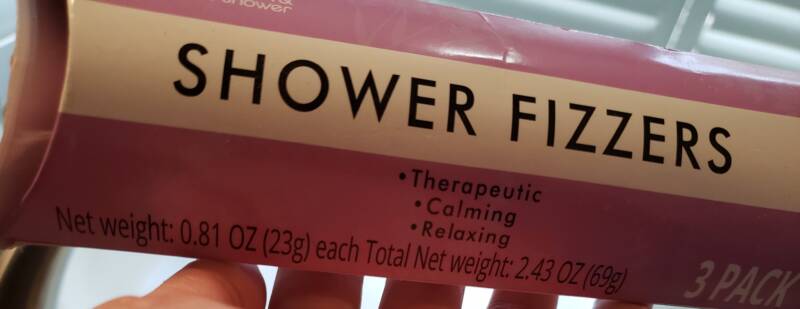 &
shower
SHOWER FIZZERS
•Therapeutic
•Calming
•Relaxing
Net weight: 0.81 OZ (23g) each Total Net weight: 2.43 OZ (69g)
3 PACK